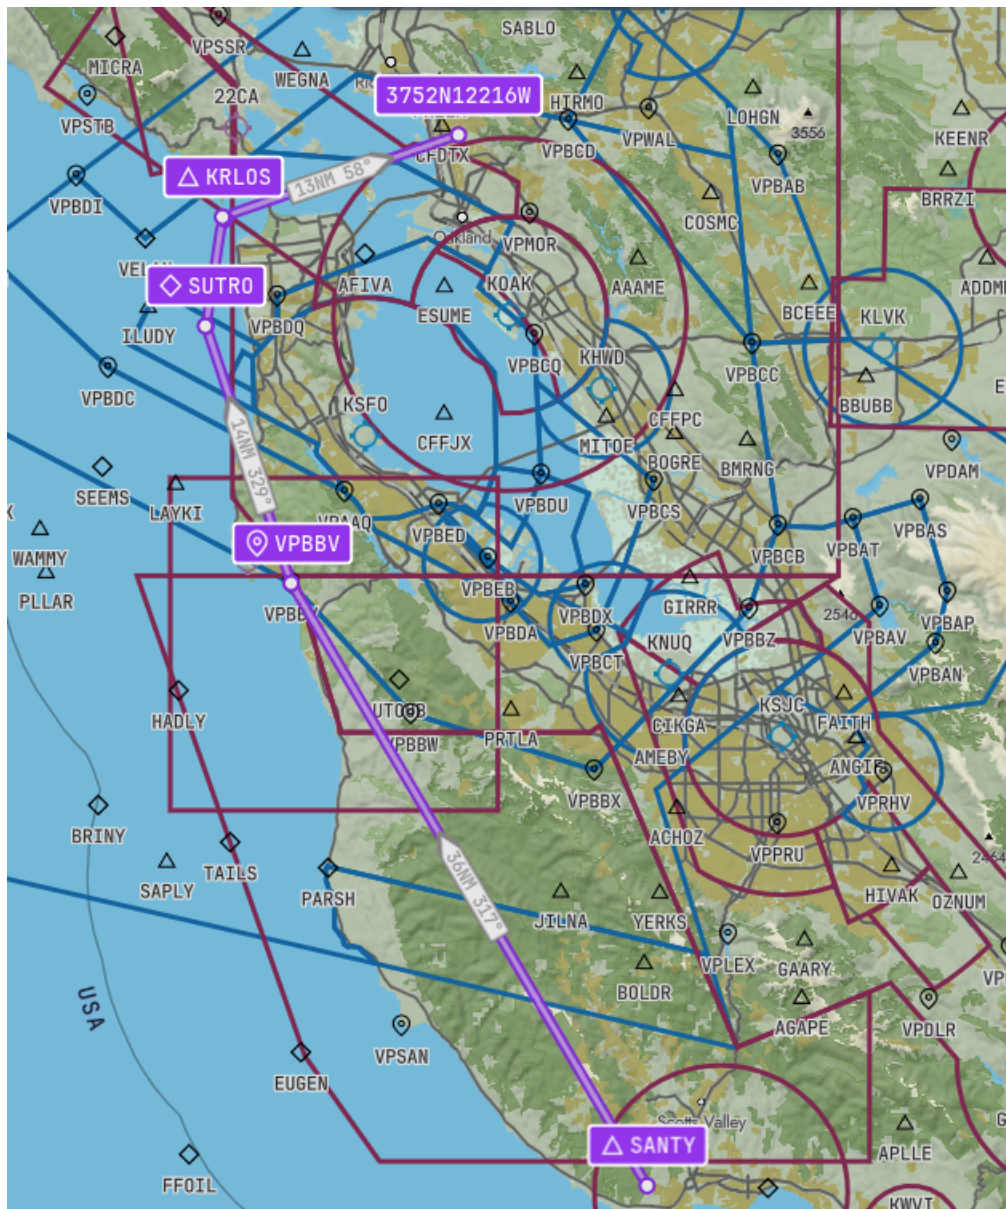 SABLO
VPSSR
MICRA
WEGNA
22CA
3752N12216W
HIRMO
LOHGN
VPSTB
3556
KEENR
VPWAL
VPBCD
CFDTX
VPBAB
KRLOS
13NM 58°
BRRZI
VPBDI
COSMC
Oakland
VPMOR
SUTRO
AFIVA
KOAK
AAAME
ESUME
BCEEE
KLVK
ILUDY
VPBDQ
VPBCQ
KHWD
VPBCC
VPBDC
KSFO
CFFPC
BBUBB
CFFJX
MITOE
14NM 329°
BOGRE
BMRNG
VPDAM
SEEMS
LAYKI
VPBDU
VPBCS
VPAAQ
VPBED
VPBAS
WAMMY
VPBBV
VPBCB
VPBAT
PLLAR
VPBEB
GIRRR
VPBDX
2546
VPBDA
VPBBZ
VPBAP
VPBAV
KNUQ
VPBCT
VPBAN
HADLY
KSJC
CIKGA
FAITH
VPBBW
PRTLA
AMEBY
VPBBX
VPRHV
BRINY
ACHOZ
VPPRU
TAILS
36NM 317°
2464
SAPLY
PARSH
HIVAK
OZNUM
JILNA
YERKS
VPLEX
GAARY
BOLDR
USA
AGAPE
VPDLR
VPSAN
EUGEN
Scotts Valley
SANTY
APLLE
FFOIL
KWVI